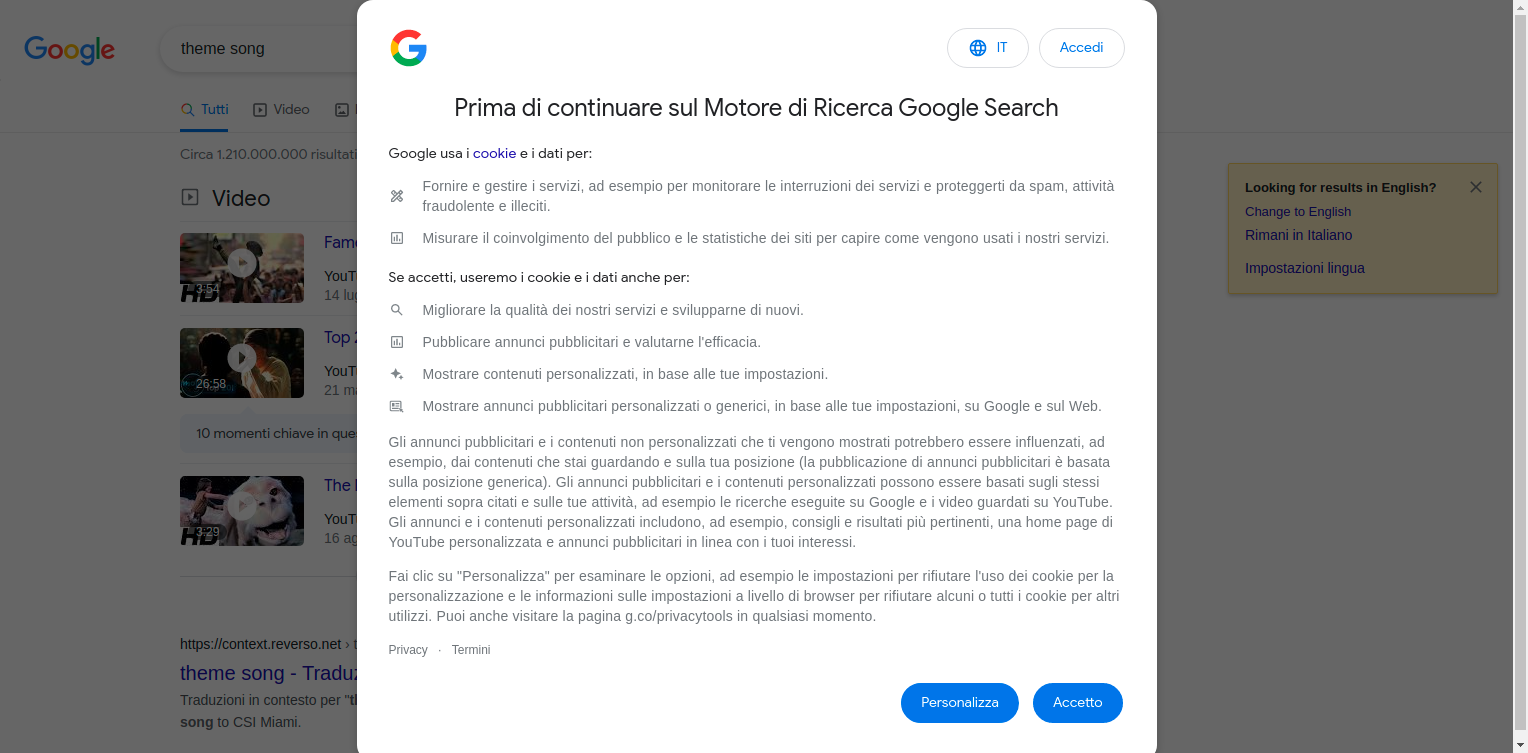 Google
theme song
Tutti
Video
Circa 1.210.000.000 risultati
Video
3:54
HD
YouT
14 lug
Top 2
26:58
YouT
10 momenti chiave in ques
The
3:29
HD
YouT
16 ag
https://context.reverso.net › t
theme song - Traduz
Traduzioni in contesto per "th
song to CSI Miami.
IT
Accedi
Prima di continuare sul Motore di Ricerca Google Search
Google usa i cookie e i dati per:
Fornire e gestire i servizi, ad esempio per monitorare le interruzioni dei servizi e proteggerti da spam, attività
fraudolente e illeciti.
Misurare il coinvolgimento del pubblico e le statistiche dei siti per capire come vengono usati i nostri servizi.
Se accetti, useremo i cookie e i dati anche per:
Migliorare la qualità dei nostri servizi e svilupparne di nuovi.
Pubblicare annunci pubblicitari e valutarne l'efficacia.
Mostrare contenuti personalizzati, in base alle tue impostazioni.
Mostrare annunci pubblicitari personalizzati o generici, in base alle tue impostazioni, su Google e sul Web.
Gli annunci pubblicitari e i contenuti non personalizzati che ti vengono mostrati potrebbero essere influenzati, ad
esempio, dai contenuti che stai guardando e sulla tua posizione (la pubblicazione di annunci pubblicitari è basata
sulla posizione generica). Gli annunci pubblicitari e i contenuti personalizzati possono essere basati sugli stessi
elementi sopra citati e sulle tue attività, ad esempio le ricerche eseguite su Google e i video guardati su YouTube.
Gli annunci e i contenuti personalizzati includono, ad esempio, consigli e risultati più pertinenti, una home page di
YouTube personalizzata e annunci pubblicitari in linea con i tuoi interessi.
Fai clic su "Personalizza" per esaminare le opzioni, ad esempio le impostazioni per rifiutare l'uso dei cookie per la
personalizzazione e le informazioni sulle impostazioni a livello di browser per rifiutare alcuni o tutti i cookie per altri
utilizzi. Puoi anche visitare la pagina g.co/privacytools in qualsiasi momento.
Privacy · Termini
Personalizza
Accetto
Looking for results in English?
Change to English
Rimani in Italiano
Impostazioni lingua